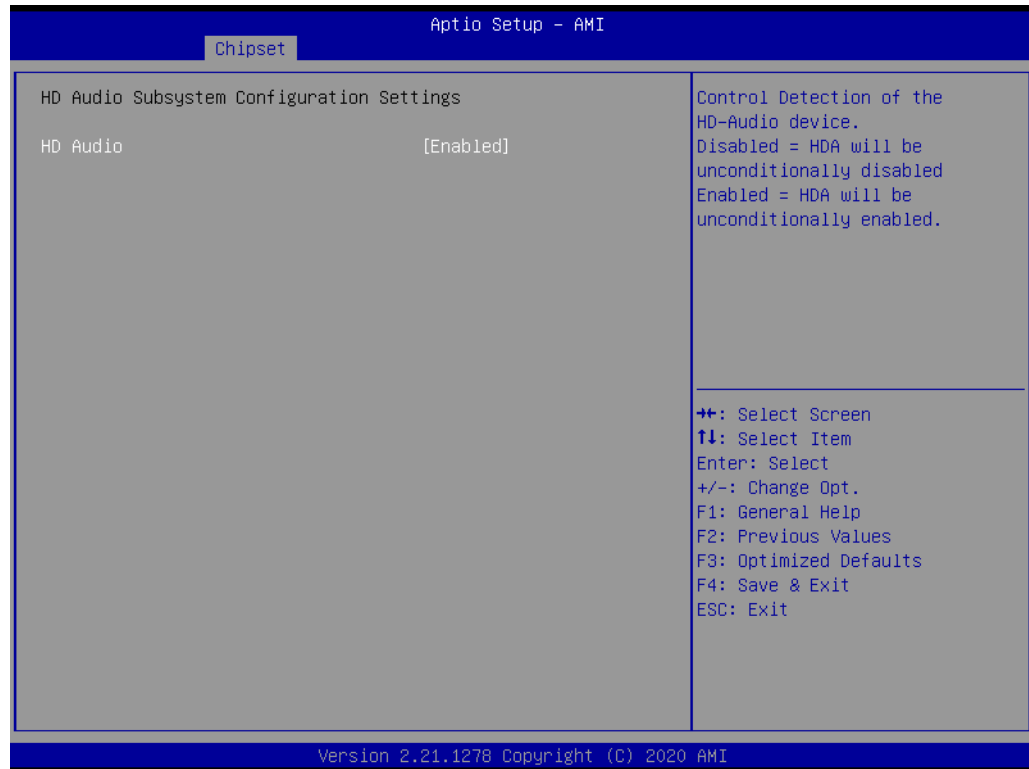 Aptio Setup - AMI
Chipset
HD Audio Subsystem Configuration Settings
HD Audio [Enabled]
Control Detection of the
HD-Audio device.
Disabled = HDA will be
unconditionally disabled
Enabled = HDA will be
unconditionally enabled.
→←: Select Screen
↑↓: Select Item
Enter: Select
+/-: Change Opt.
F1: General Help
F2: Previous Values
F3: Optimized Defaults
F4: Save & Exit
ESC: Exit
Version 2.21.1278 Copyright (C) 2020 AMI